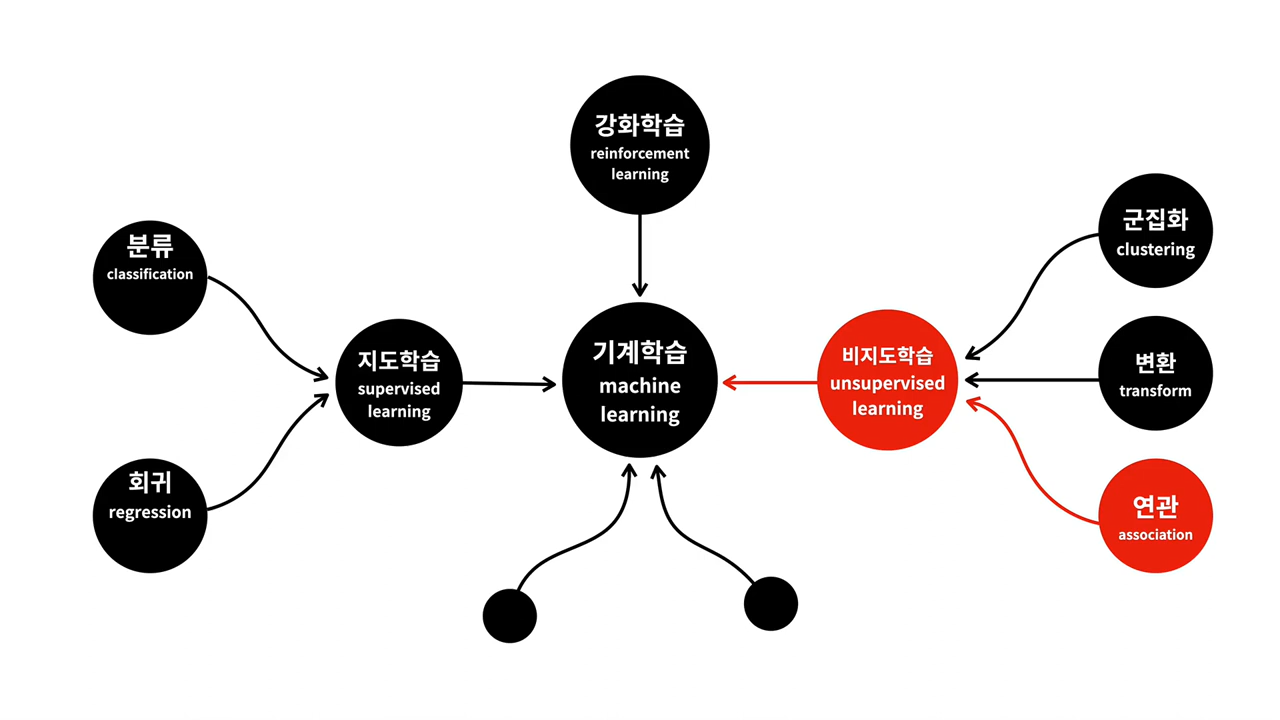 강화학습
reinforcement
learning
분류
classification
회귀
regression
지도학습
supervised
learning
기계학습
machine
learning
비지도학습
unsupervised
learning
군집화
clustering
변환
transform
연관
association